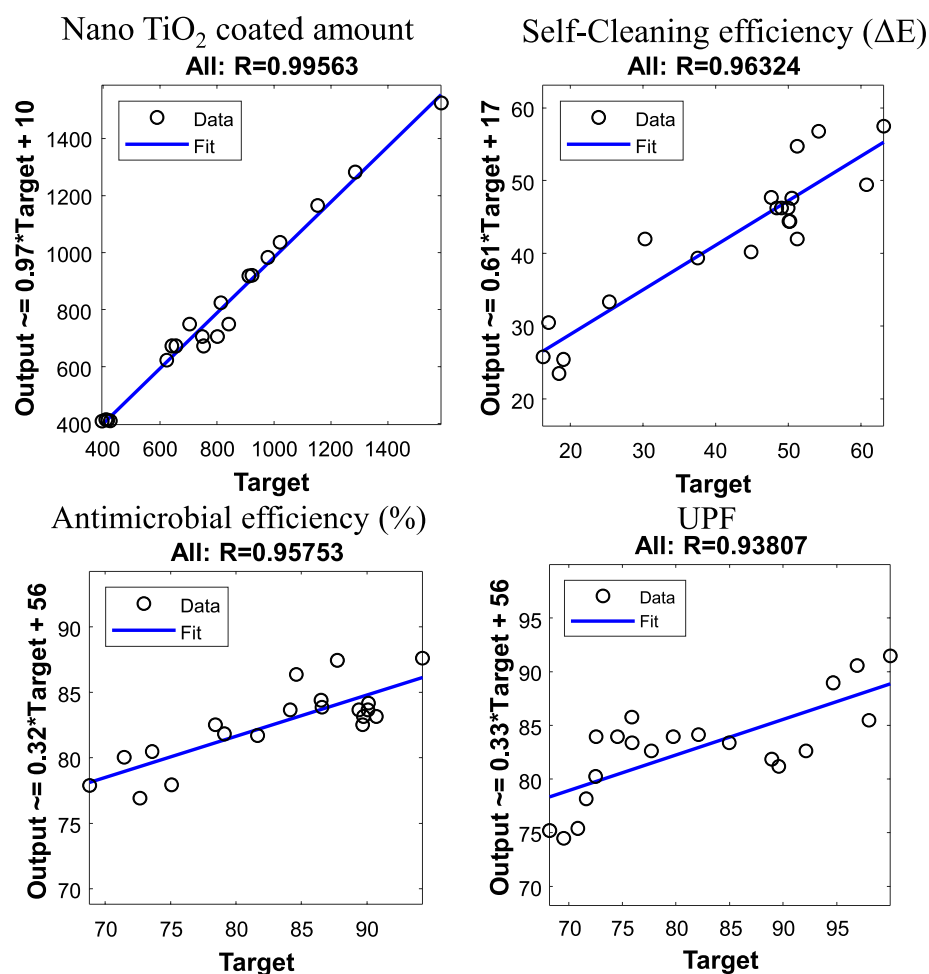 Nano TiO₂ coated amount
All: R=0.99563
Output ~= 0.97*Target + 10
Data
Fit
1400
1200
1000
800
600
400
400 600 800 1000 1200 1400
Target
Self-Cleaning efficiency (ΔE)
All: R=0.96324
Output ~= 0.61*Target + 17
Data
Fit
60
50
40
30
20
20 30 40 50 60
Target
Antimicrobial efficiency (%)
All: R=0.95753
Output ~= 0.32*Target + 56
Data
Fit
90
85
80
75
70
70 75 80 85 90
Target
UPF
All: R=0.93807
Output ~= 0.33*Target + 56
Data
Fit
95
90
85
80
75
70
70 75 80 85 90 95
Target